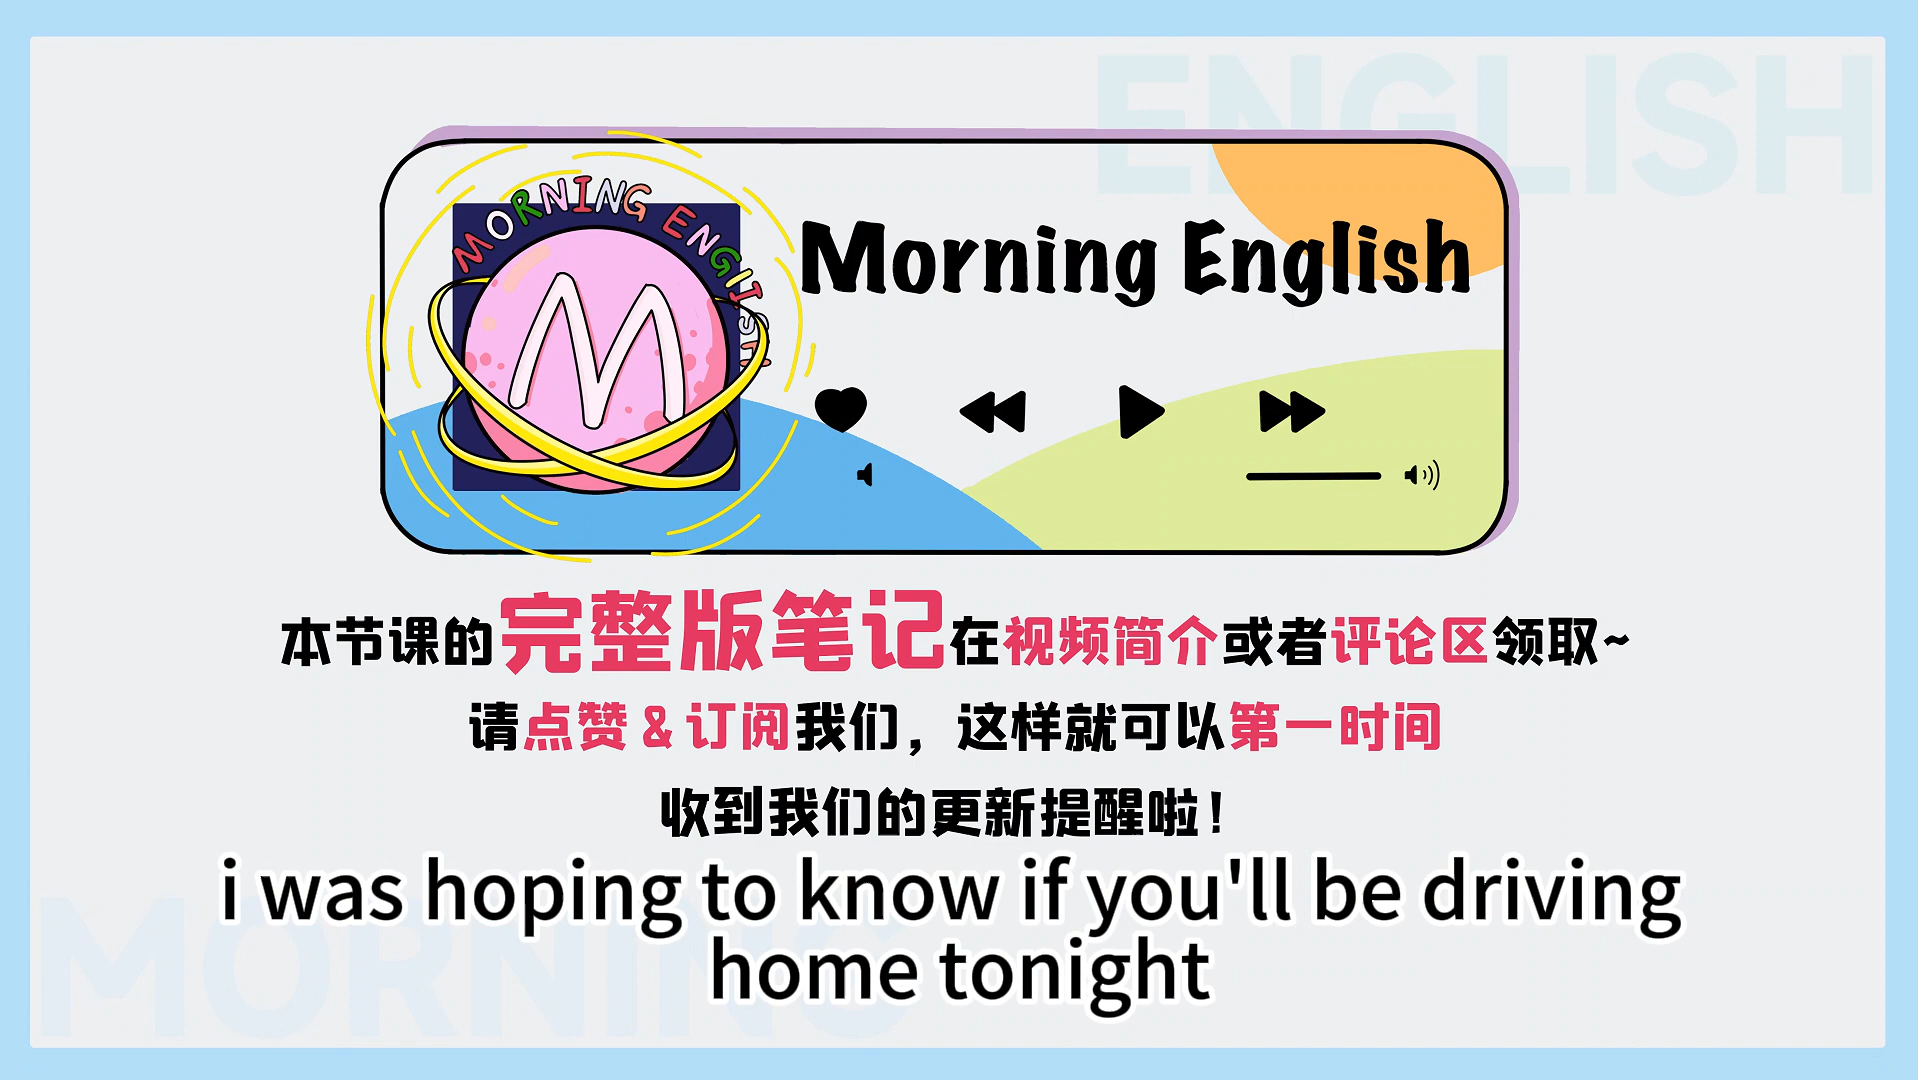 ENGLISH
MORNING ENGLISH
M
Morning English
本节课的完整版笔记在视频简介或者评论区领取~
请点赞&订阅我们，这样就可以第一时间
收到我们的更新提醒啦！
i was hoping to know if you'll be driving
home tonight
MORNING